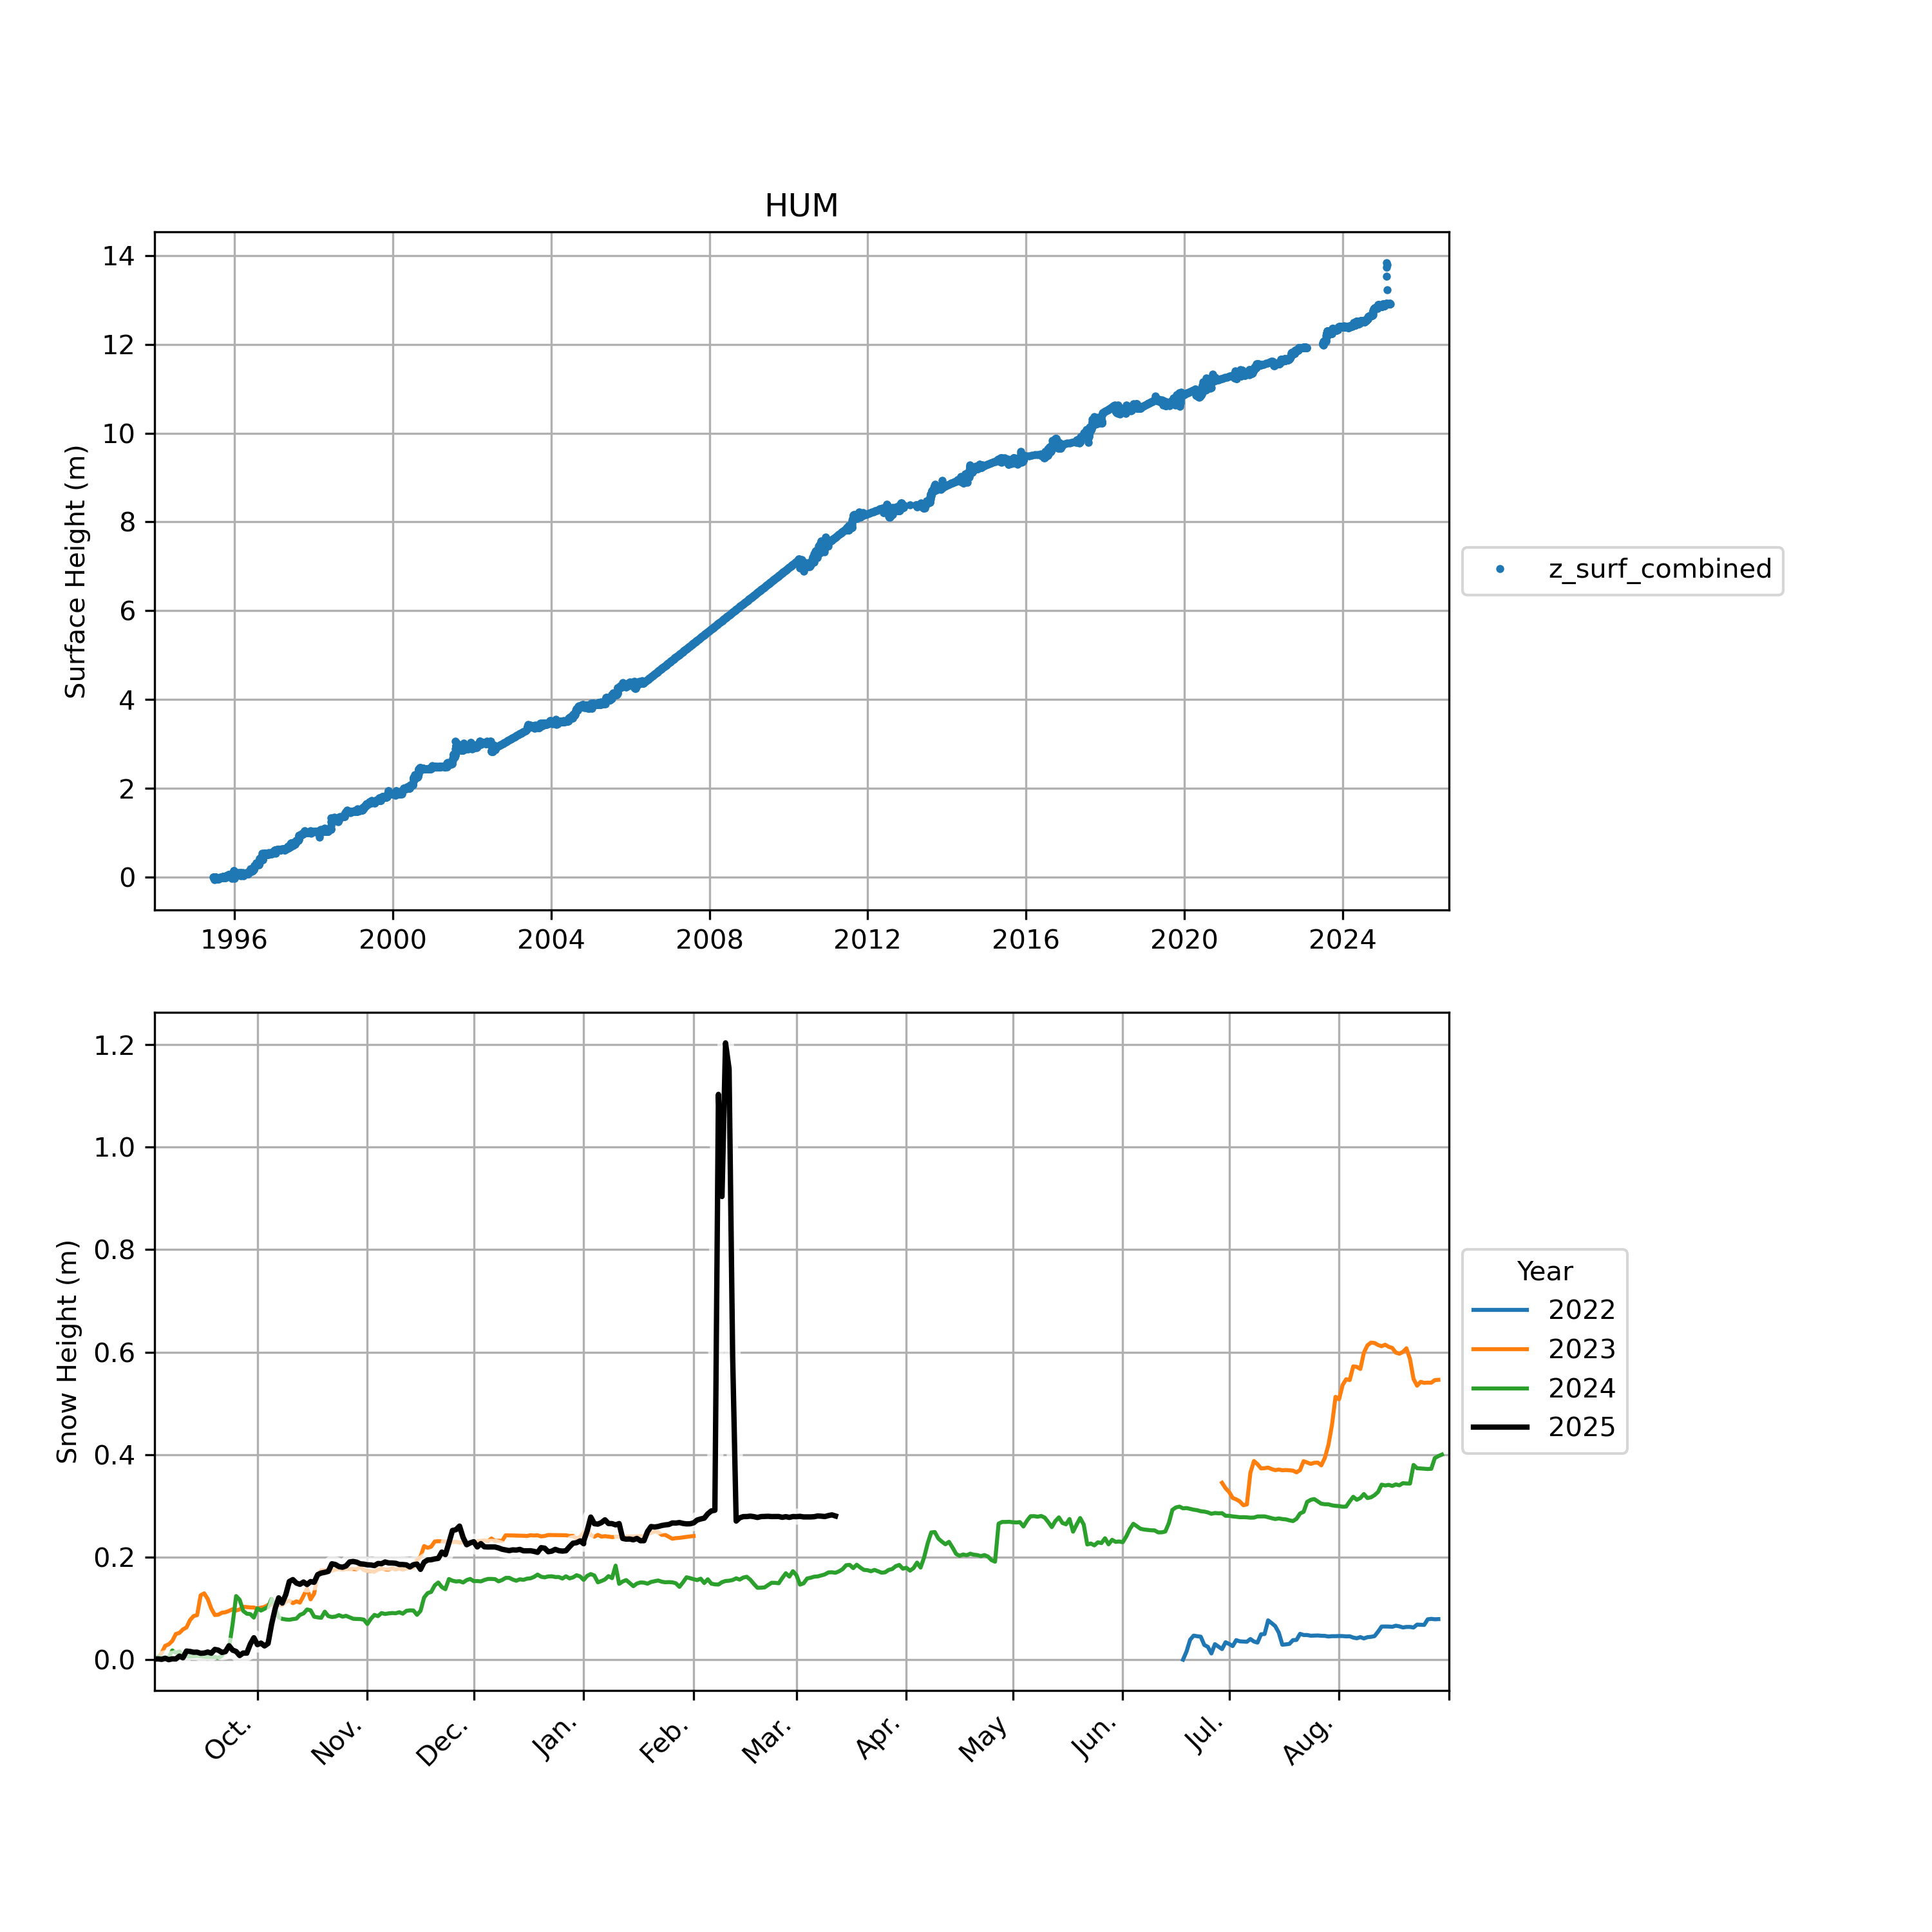 HUM
14
12
10
8
6
4
2
0
Surface Height (m)
1996 2000 2004 2008 2012 2016 2020 2024
z_surf_combined
1.2
1.0
0.8
0.6
0.4
0.2
0.0
Snow Height (m)
Oct. Nov. Dec. Jan. Feb. Mar. Apr. May Jun. Jul. Aug.
Year
2022
2023
2024
2025